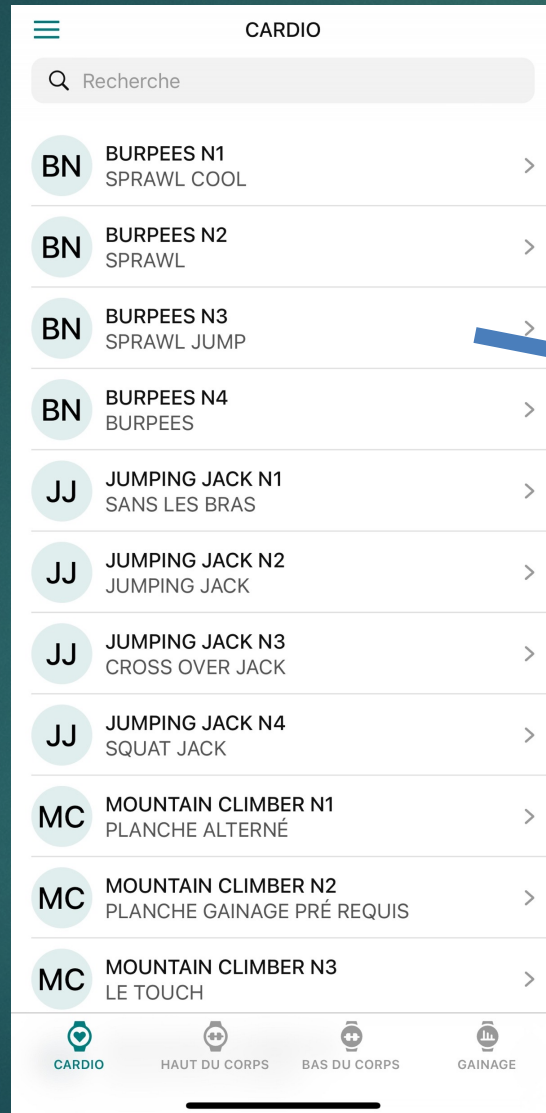 CARDIO
Recherche
BN
BURPEES N1
SPRAWL COOL
BN
BURPEES N2
SPRAWL
BN
BURPEES N3
SPRAWL JUMP
BN
BURPEES N4
BURPEES
JJ
JUMPING JACK N1
SANS LES BRAS
JJ
JUMPING JACK N2
JUMPING JACK
JJ
JUMPING JACK N3
CROSS OVER JACK
JJ
JUMPING JACK N4
SQUAT JACK
MC
MOUNTAIN CLIMBER N1
PLANCHE ALTERNÉ
MC
MOUNTAIN CLIMBER N2
PLANCHE GAINAGE PRÉ REQUIS
MC
MOUNTAIN CLIMBER N3
LE TOUCH
CARDIO HAUT DU CORPS BAS DU CORPS GAINAGE